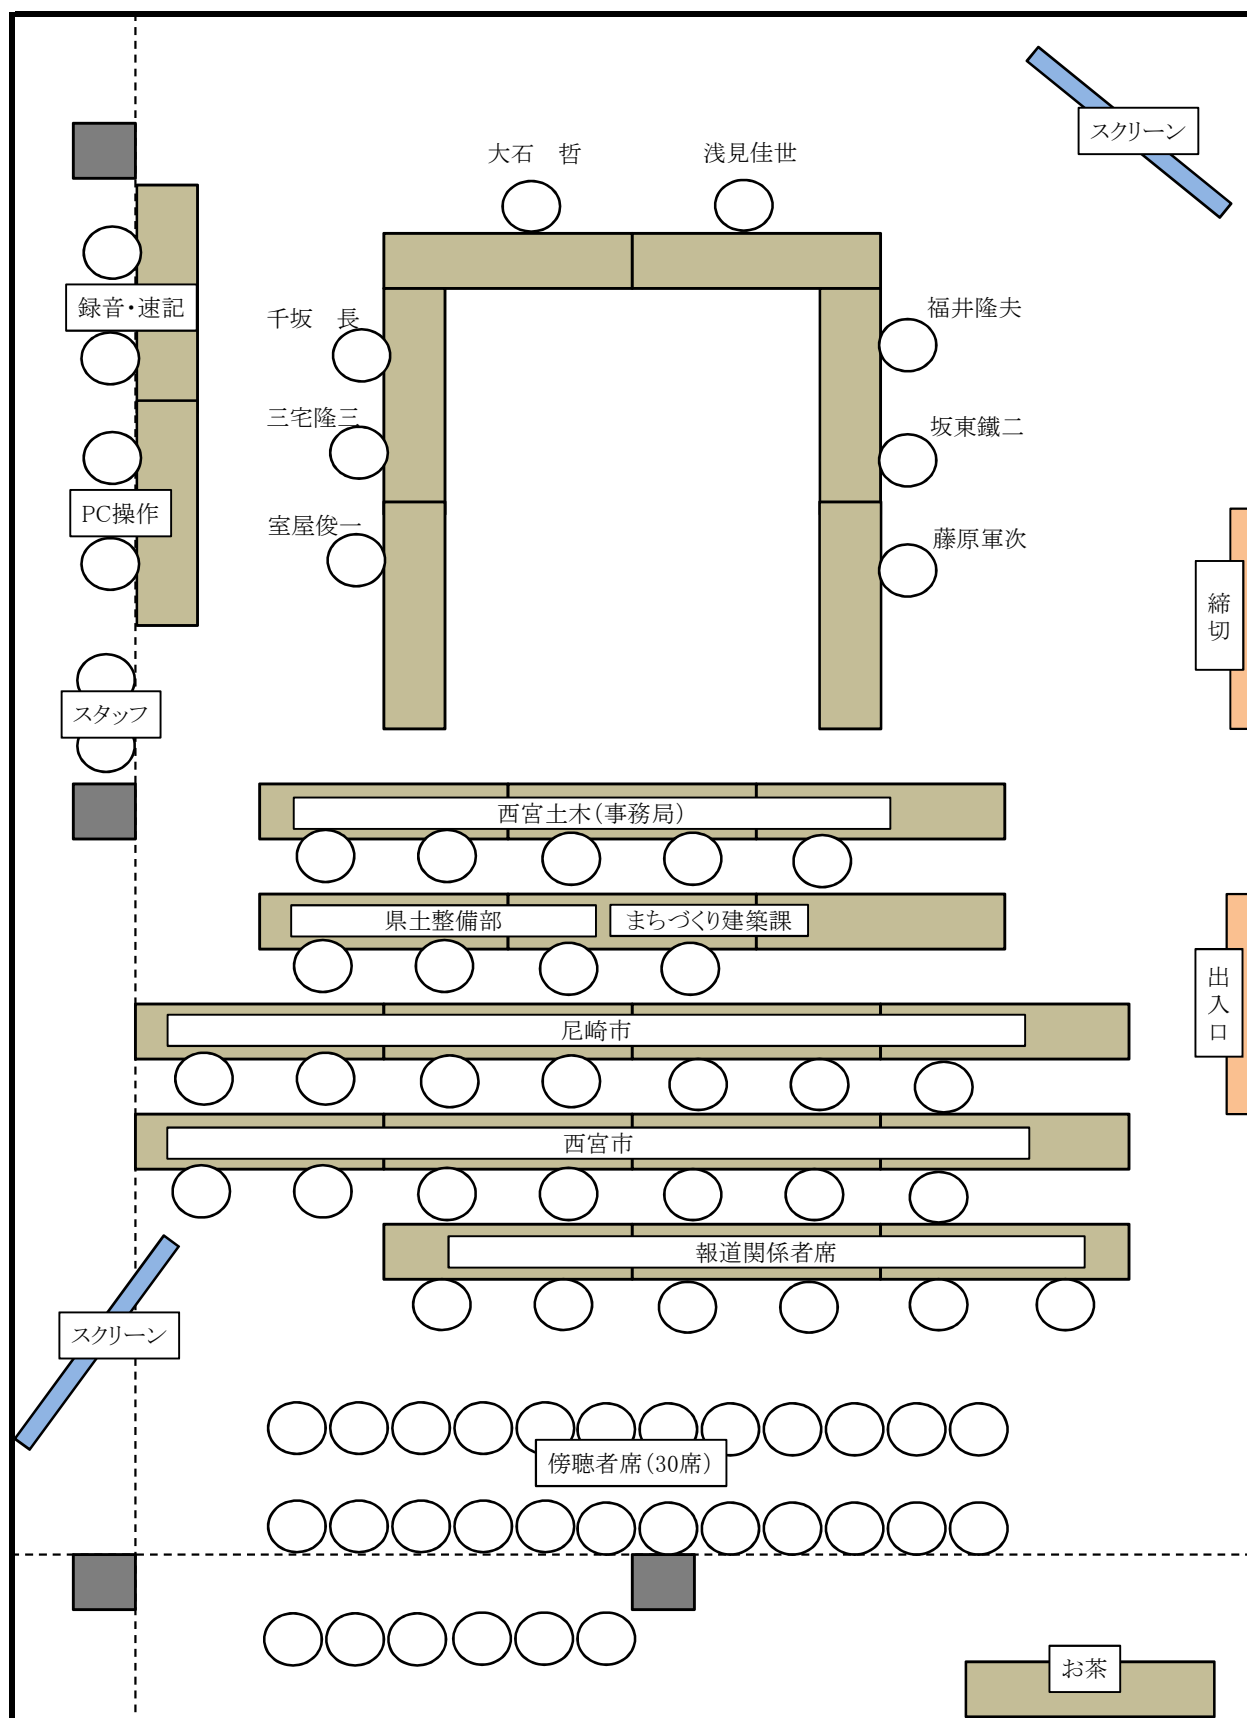 スクリーン
大石　哲
浅見佳世
録音・速記
千坂　長
福井隆夫
三宅隆三
坂東鐵二
PC操作
室屋俊一
藤原軍次
締切
スタッフ
西宮土木（事務局）
県土整備部
まちづくり建築課
出入口
尼崎市
西宮市
報道関係者席
スクリーン
傍聴者席（30席）
お茶